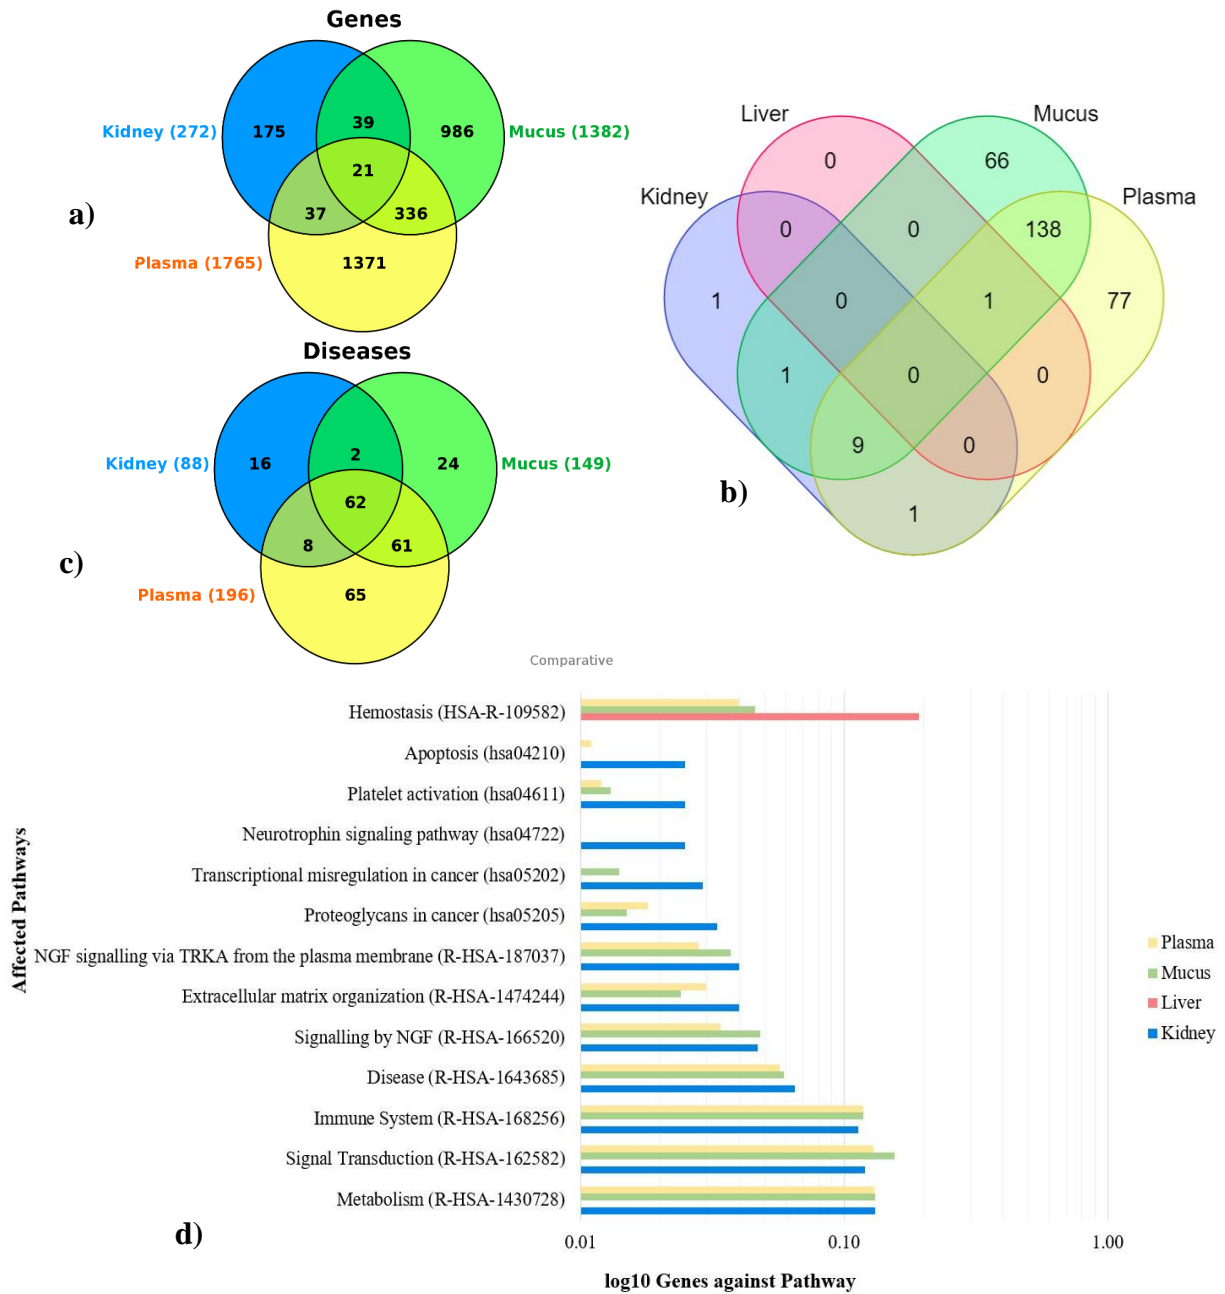 Genes
Kidney (272)
175
39
986
Mucus (1382)
21
37
336
Plasma (1765)
1371
a)
Liver
Mucus
Kidney
Plasma
0
66
0
0
138
1
0
1
77
1
0
0
9
0
1
b)
Diseases
Kidney (88)
16
2
24
Mucus (149)
62
8
61
Plasma (196)
65
c)
Comparative
Affected Pathways
Hemostasis (HSA-R-109582)
Apoptosis (hsa04210)
Platelet activation (hsa04611)
Neurotrophin signaling pathway (hsa04722)
Transcriptional misregulation in cancer (hsa05202)
Proteoglycans in cancer (hsa05205)
NGF signalling via TRKA from the plasma membrane (R-HSA-187037)
Extracellular matrix organization (R-HSA-1474244)
Signalling by NGF (R-HSA-166520)
Disease (R-HSA-1643685)
Immune System (R-HSA-168256)
Signal Transduction (R-HSA-162582)
Metabolism (R-HSA-1430728)
Plasma
Mucus
Liver
Kidney
d)
0.01
0.10
1.00
log10 Genes against Pathway